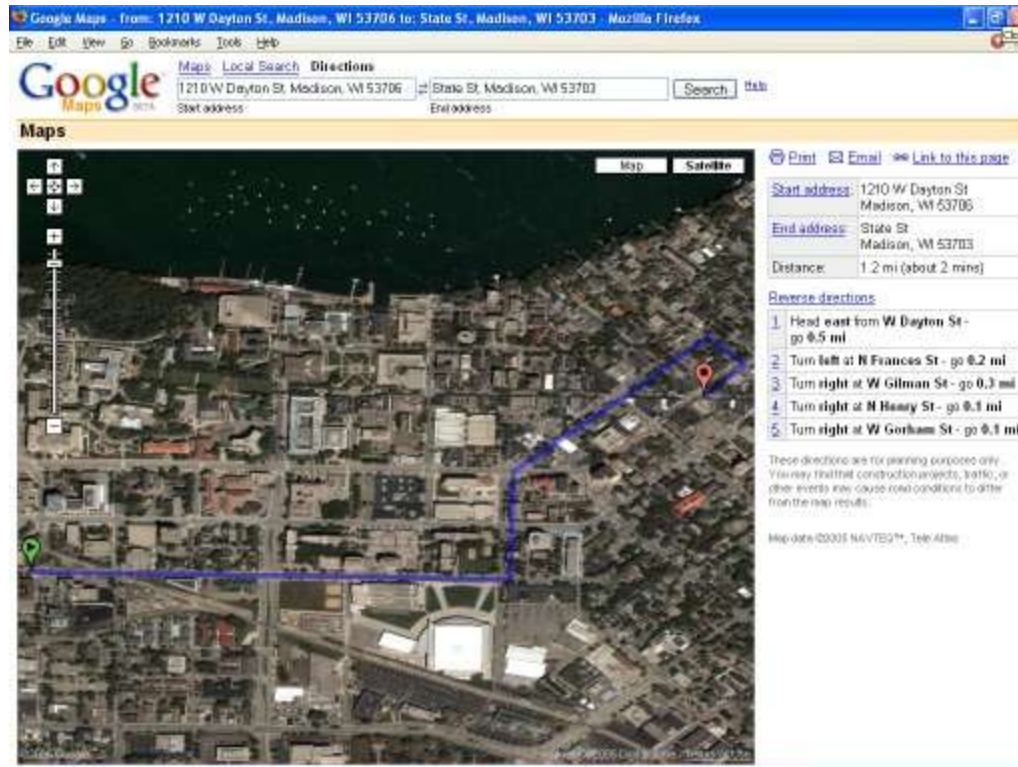 Google Maps - from: 1210 W Dayton St, Madison, WI 53706 to: State St, Madison, WI 53703 - Mozilla Firefox
File Edit View Go Bookmarks Tools Help
Maps Local Search Directions
Google Maps BETA
1210 W Dayton St, Madison, WI 53706 State St, Madison, WI 53703 Search Help
Start address End address
Maps
Map Satellite
Print Email Link to this page
Start address: 1210 W Dayton St
Madison, WI 53706
End address: State St
Madison, WI 53703
Distance: 1.2 mi (about 2 mins)
Reverse directions
1 Head east from W Dayton St -
go 0.5 mi
2 Turn left at N Frances St - go 0.2 mi
3 Turn right at W Gilman St - go 0.3 mi
4 Turn right at N Henry St - go 0.1 mi
5 Turn right at W Gorham St - go 0.1 mi
These directions are for planning purposes only.
You may find that construction projects, traffic, or
other events may cause road conditions to differ
from the map results.
Map data ©2005 NAVTEQ™, Tele Atlas